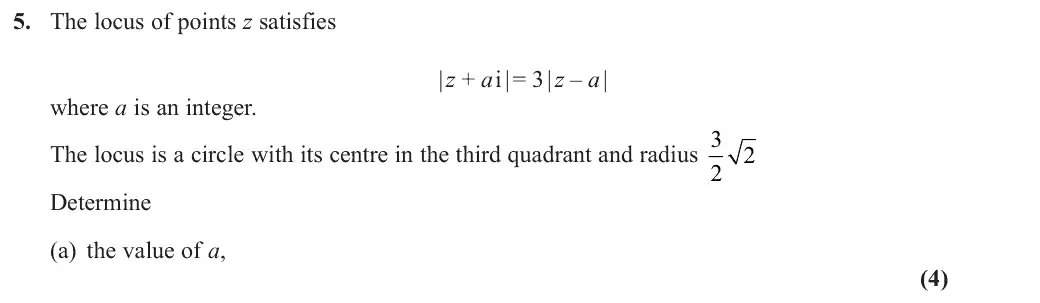 5. The locus of points z satisfies
|z + ai| = 3|z – a|
where a is an integer.
The locus is a circle with its centre in the third quadrant and radius 3/2 √2
Determine
(a) the value of a,
(4)